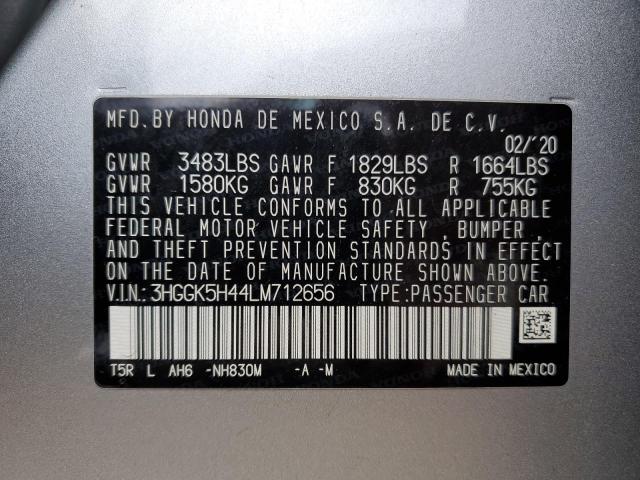 MFD. BY HONDA DE MEXICO S.A. DE C.V.
02/'20
GVWR 3483LBS GAWR F 1829LBS R 1664LBS
GVWR 1580KG GAWR F 830KG R 755KG
THIS VEHICLE CONFORMS TO ALL APPLICABLE
FEDERAL MOTOR VEHICLE SAFETY , BUMPER ,
AND THEFT PREVENTION STANDARDS IN EFFECT
ON THE DATE OF MANUFACTURE SHOWN ABOVE.
V.I.N.: 3HGGK5H44LM712656 TYPE:PASSENGER CAR
T5R L AH6 -NH830M -A -M MADE IN MEXICO